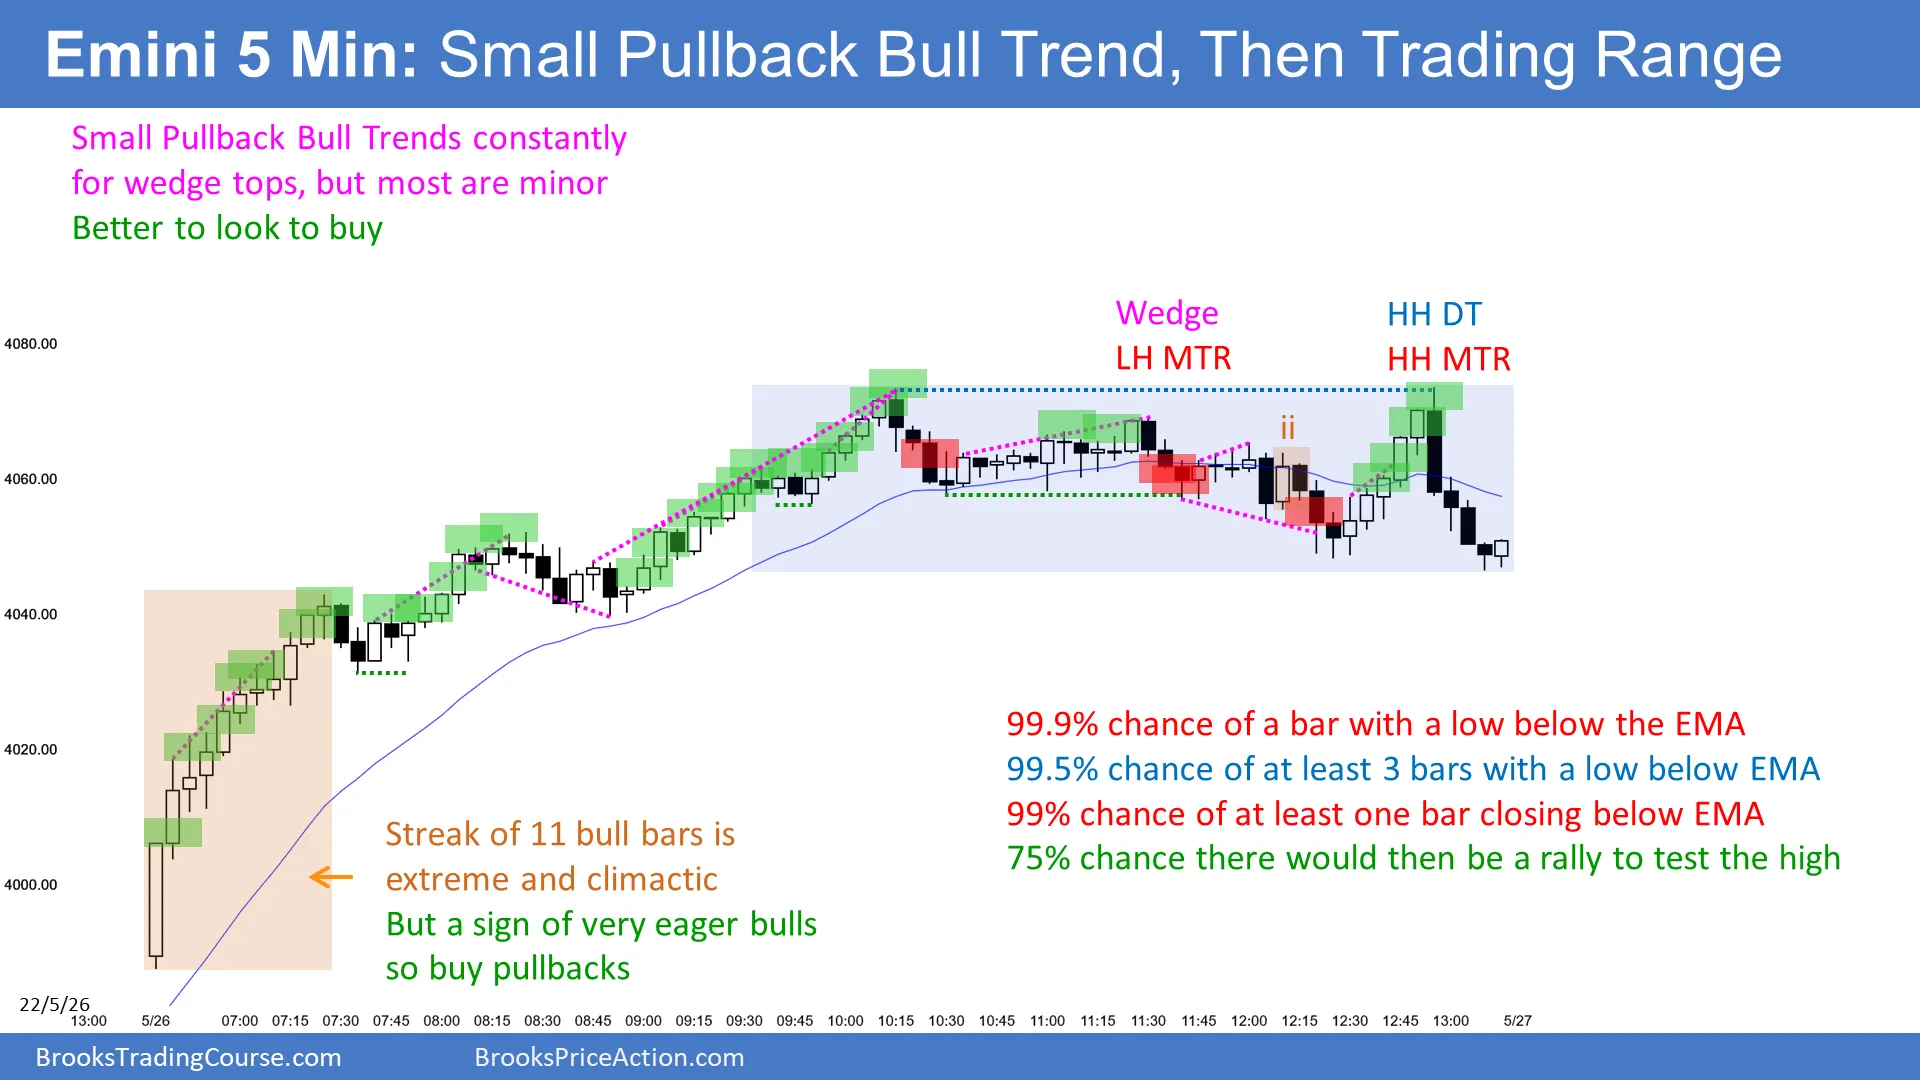 Emini 5 Min: Small Pullback Bull Trend, Then Trading Range
Small Pullback Bull Trends constantly
for wedge tops, but most are minor
Better to look to buy
Wedge
LH MTR
HH DT
HH MTR
ii
4080.00
4060.00
4040.00
4020.00
4000.00
99.9% chance of a bar with a low below the EMA
99.5% chance of at least 3 bars with a low below EMA
99% chance of at least one bar closing below EMA
75% chance there would then be a rally to test the high
Streak of 11 bull bars is
extreme and climactic
But a sign of very eager bulls
so buy pullbacks
22/5/26
13:00 5/26 07:00 07:15 07:30 07:45 08:00 08:15 08:30 08:45 09:00 09:15 09:30 09:45 10:00 10:15 10:30 10:45 11:00 11:15 11:30 11:45 12:00 12:15 12:30 12:45 13:00 5/27
BrooksTradingCourse.com BrooksPriceAction.com